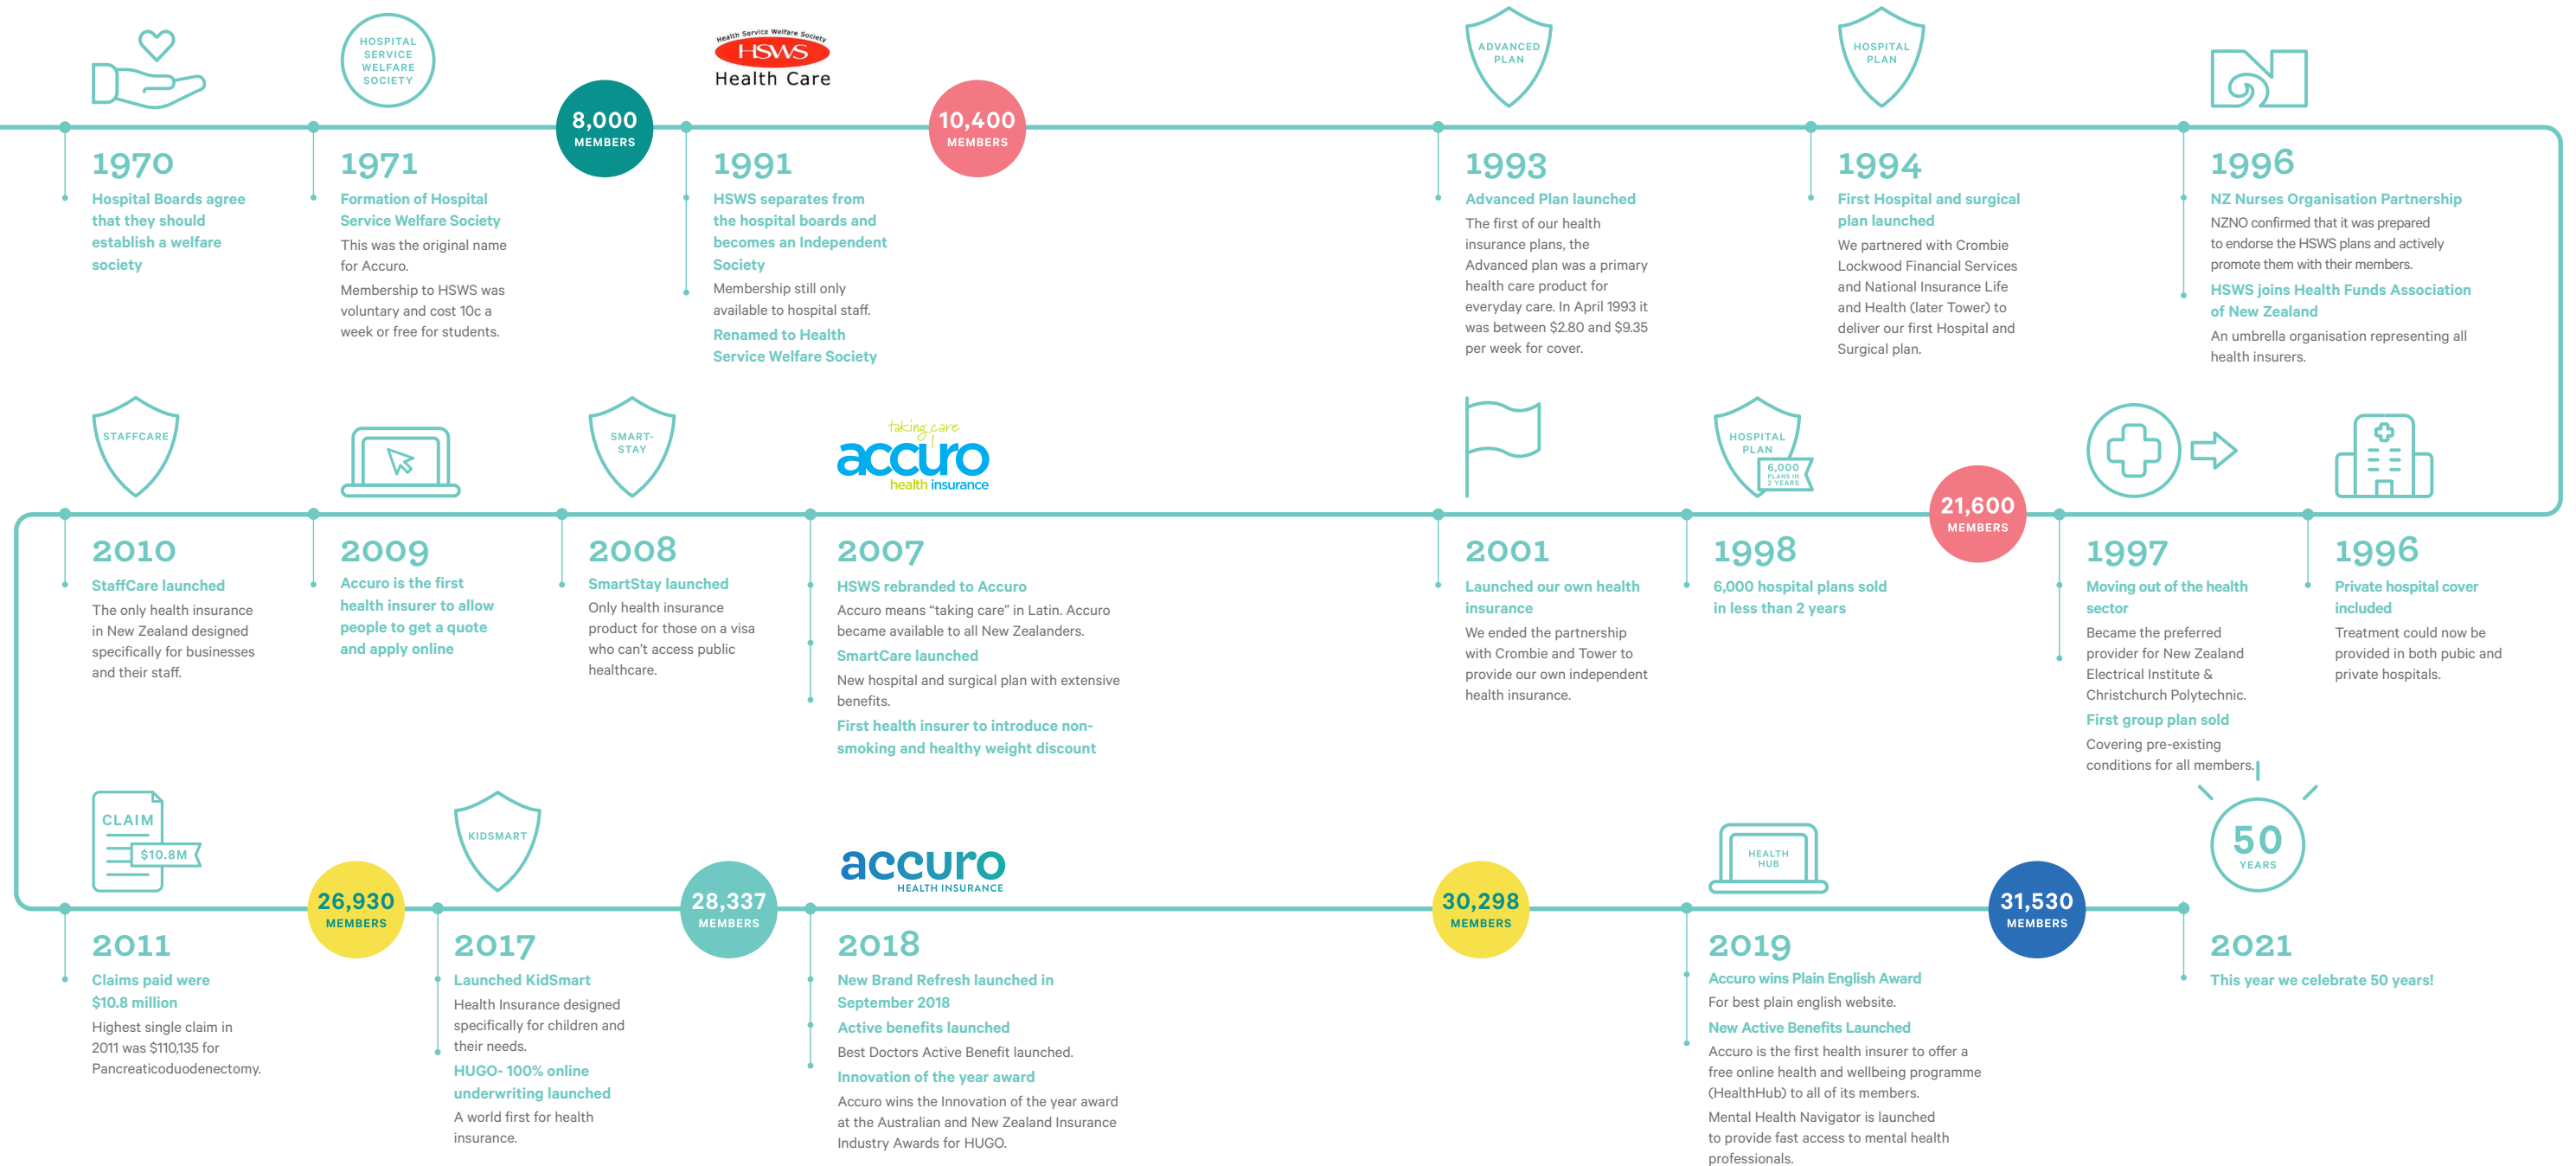 HOSPITAL
SERVICE
WELFARE
SOCIETY
Health Service Welfare Society
HSWS
Health Care
ADVANCED
PLAN
HOSPITAL
PLAN
8,000
MEMBERS
10,400
MEMBERS
1970
Hospital Boards agree
that they should
establish a welfare
society
1971
Formation of Hospital
Service Welfare Society
This was the original name
for Accuro.
Membership to HSWS was
voluntary and cost 10c a
week or free for students.
1991
HSWS separates from
the hospital boards and
becomes an Independent
Society
Membership still only
available to hospital staff.
Renamed to Health
Service Welfare Society
1993
Advanced Plan launched
The first of our health
insurance plans, the
Advanced plan was a primary
health care product for
everyday care. In April 1993 it
was between $2.80 and $9.35
per week for cover.
1994
First Hospital and surgical
plan launched
We partnered with Crombie
Lockwood Financial Services
and National Insurance Life
and Health (later Tower) to
deliver our first Hospital and
Surgical plan.
1996
NZ Nurses Organisation Partnership
NZNO confirmed that it was prepared
to endorse the HSWS plans and actively
promote them with their members.
HSWS joins Health Funds Association
of New Zealand
An umbrella organisation representing all
health insurers.
STAFFCARE
SMART-
STAY
taking care
accuro
health insurance
HOSPITAL
PLAN
6,000
PLANS IN
2 YEARS
21,600
MEMBERS
2010
StaffCare launched
The only health insurance
in New Zealand designed
specifically for businesses
and their staff.
2009
Accuro is the first
health insurer to allow
people to get a quote
and apply online
2008
SmartStay launched
Only health insurance
product for those on a visa
who can't access public
healthcare.
2007
HSWS rebranded to Accuro
Accuro means “taking care” in Latin. Accuro
became available to all New Zealanders.
SmartCare launched
New hospital and surgical plan with extensive
benefits.
First health insurer to introduce non-
smoking and healthy weight discount
2001
Launched our own health
insurance
We ended the partnership
with Crombie and Tower to
provide our own independent
health insurance.
1998
6,000 hospital plans sold
in less than 2 years
1997
Moving out of the health
sector
Became the preferred
provider for New Zealand
Electrical Institute &
Christchurch Polytechnic.
First group plan sold
Covering pre-existing
conditions for all members.
1996
Private hospital cover
included
Treatment could now be
provided in both pubic and
private hospitals.
CLAIM
$10.8M
26,930
MEMBERS
KIDSMART
28,337
MEMBERS
accuro
HEALTH INSURANCE
30,298
MEMBERS
HEALTH
HUB
31,530
MEMBERS
50
YEARS
2011
Claims paid were
$10.8 million
Highest single claim in
2011 was $110,135 for
Pancreaticoduodenectomy.
2017
Launched KidSmart
Health Insurance designed
specifically for children and
their needs.
HUGO- 100% online
underwriting launched
A world first for health
insurance.
2018
New Brand Refresh launched in
September 2018
Active benefits launched
Best Doctors Active Benefit launched.
Innovation of the year award
Accuro wins the Innovation of the year award
at the Australian and New Zealand Insurance
Industry Awards for HUGO.
2019
Accuro wins Plain English Award
For best plain english website.
New Active Benefits Launched
Accuro is the first health insurer to offer a
free online health and wellbeing programme
(HealthHub) to all of its members.
Mental Health Navigator is launched
to provide fast access to mental health
professionals.
2021
This year we celebrate 50 years!